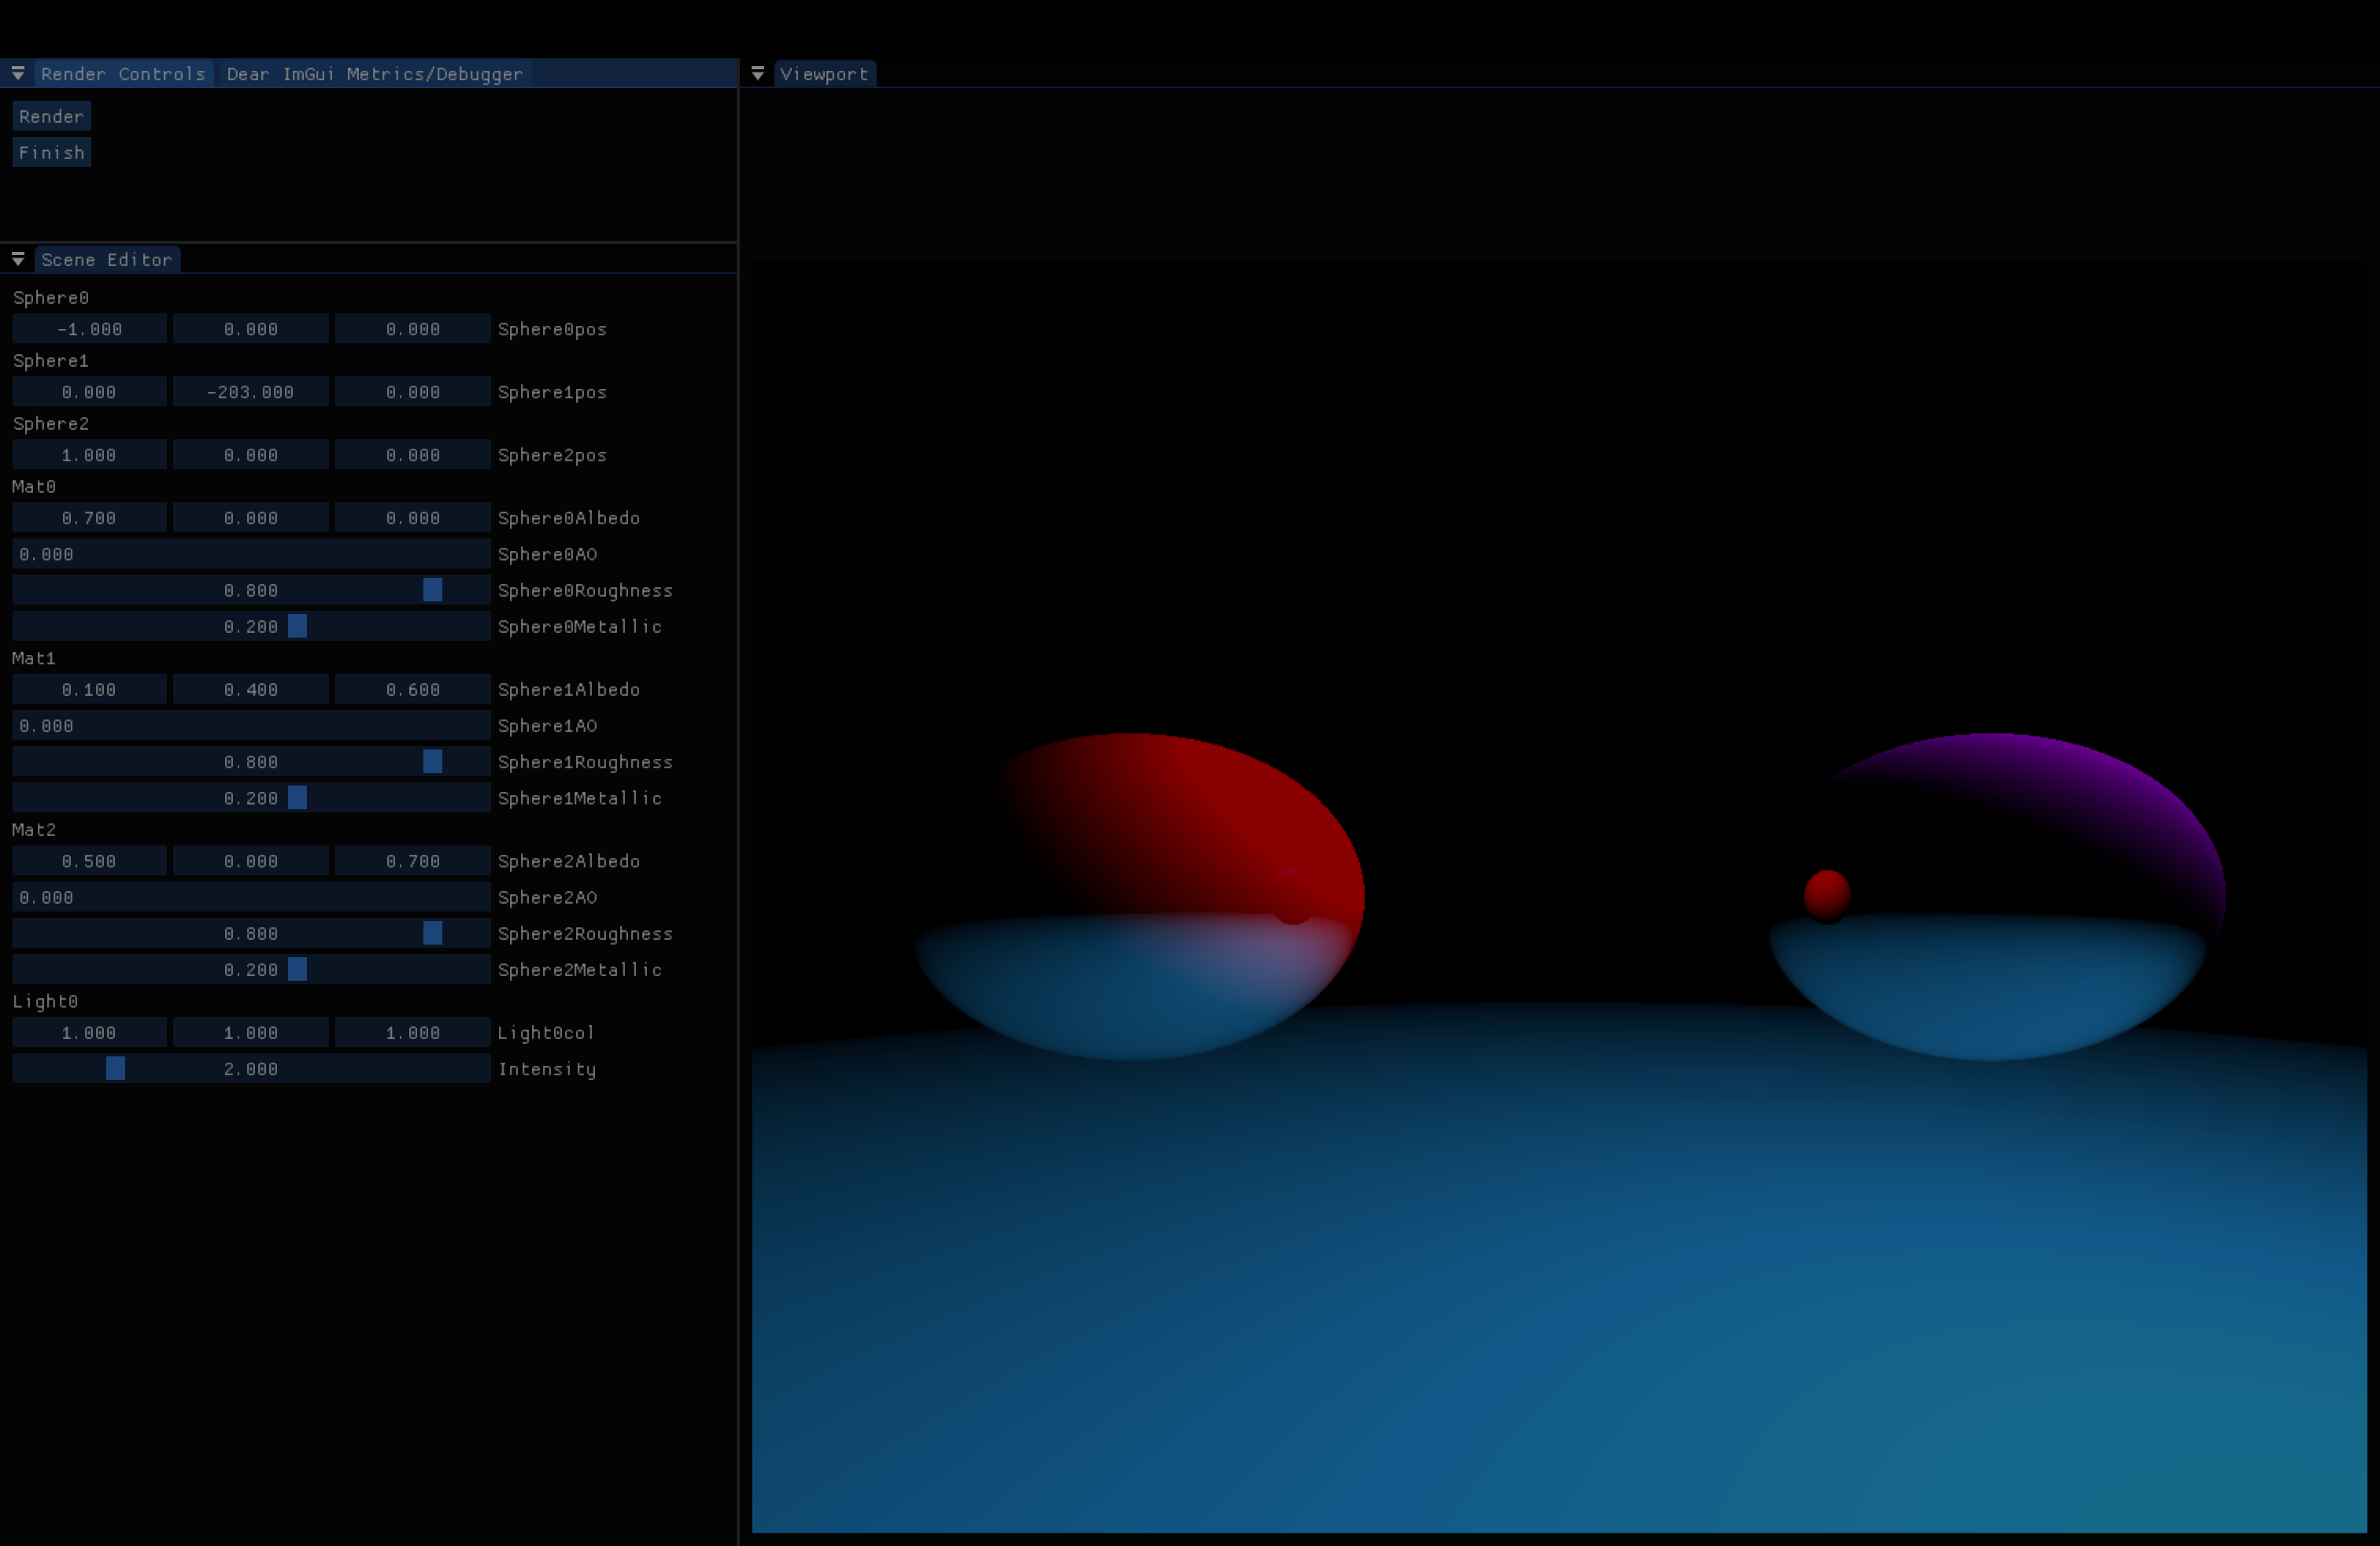 Render Controls Dear ImGui Metrics/Debugger
Render
Finish
Scene Editor
Sphere0
-1.000 0.000 0.000 Sphere0pos
Sphere1
0.000 -203.000 0.000 Sphere1pos
Sphere2
1.000 0.000 0.000 Sphere2pos
Mat0
0.700 0.000 0.000 Sphere0Albedo
0.000 Sphere0AO
0.800 Sphere0Roughness
0.200 Sphere0Metallic
Mat1
0.100 0.400 0.600 Sphere1Albedo
0.000 Sphere1AO
0.800 Sphere1Roughness
0.200 Sphere1Metallic
Mat2
0.500 0.000 0.700 Sphere2Albedo
0.000 Sphere2AO
0.800 Sphere2Roughness
0.200 Sphere2Metallic
Light0
1.000 1.000 1.000 Light0col
2.000 Intensity
Viewport